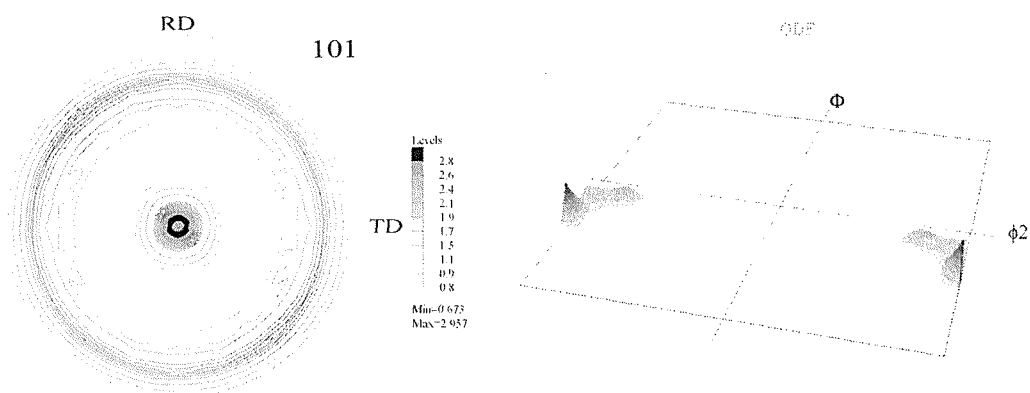 RD
101
TD
Levels
2.8
2.6
2.4
2.1
1.9
1.7
1.5
1.1
0.9
0.8
Min=0.673
Max=2.957
ODF
Φ
ϕ2